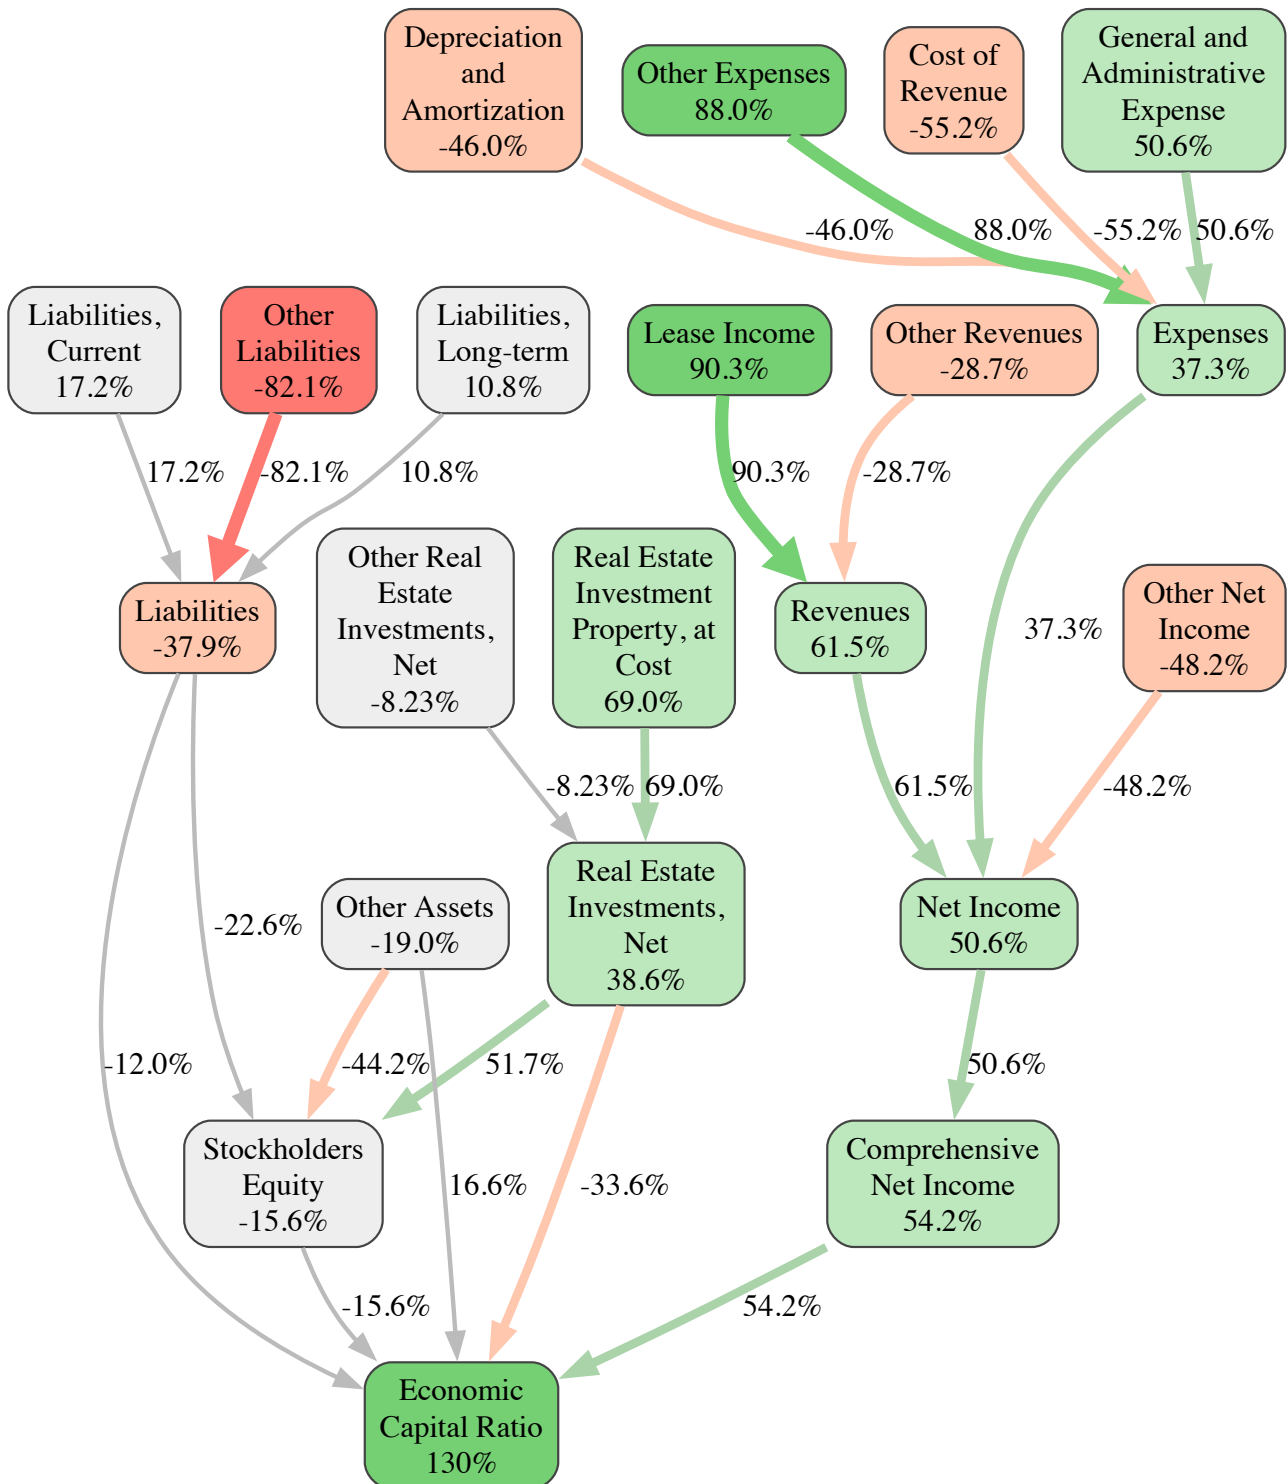 Depreciation
and
Amortization
-46.0%
Other Expenses
88.0%
Cost of
Revenue
-55.2%
General and
Administrative
Expense
50.6%
-46.0%
88.0%
-55.2%
50.6%
Liabilities,
Current
17.2%
Other
Liabilities
-82.1%
Liabilities,
Long-term
10.8%
Lease Income
90.3%
Other Revenues
-28.7%
Expenses
37.3%
17.2%
-82.1%
10.8%
90.3%
-28.7%
Liabilities
-37.9%
Other Real
Estate
Investments,
Net
-8.23%
Real Estate
Investment
Property, at
Cost
69.0%
Revenues
61.5%
37.3%
Other Net
Income
-48.2%
-8.23%
69.0%
61.5%
-48.2%
-22.6%
Other Assets
-19.0%
Real Estate
Investments,
Net
38.6%
Net Income
50.6%
-12.0%
-44.2%
51.7%
50.6%
Stockholders
Equity
-15.6%
16.6%
-33.6%
Comprehensive
Net Income
54.2%
-15.6%
54.2%
Economic
Capital Ratio
130%